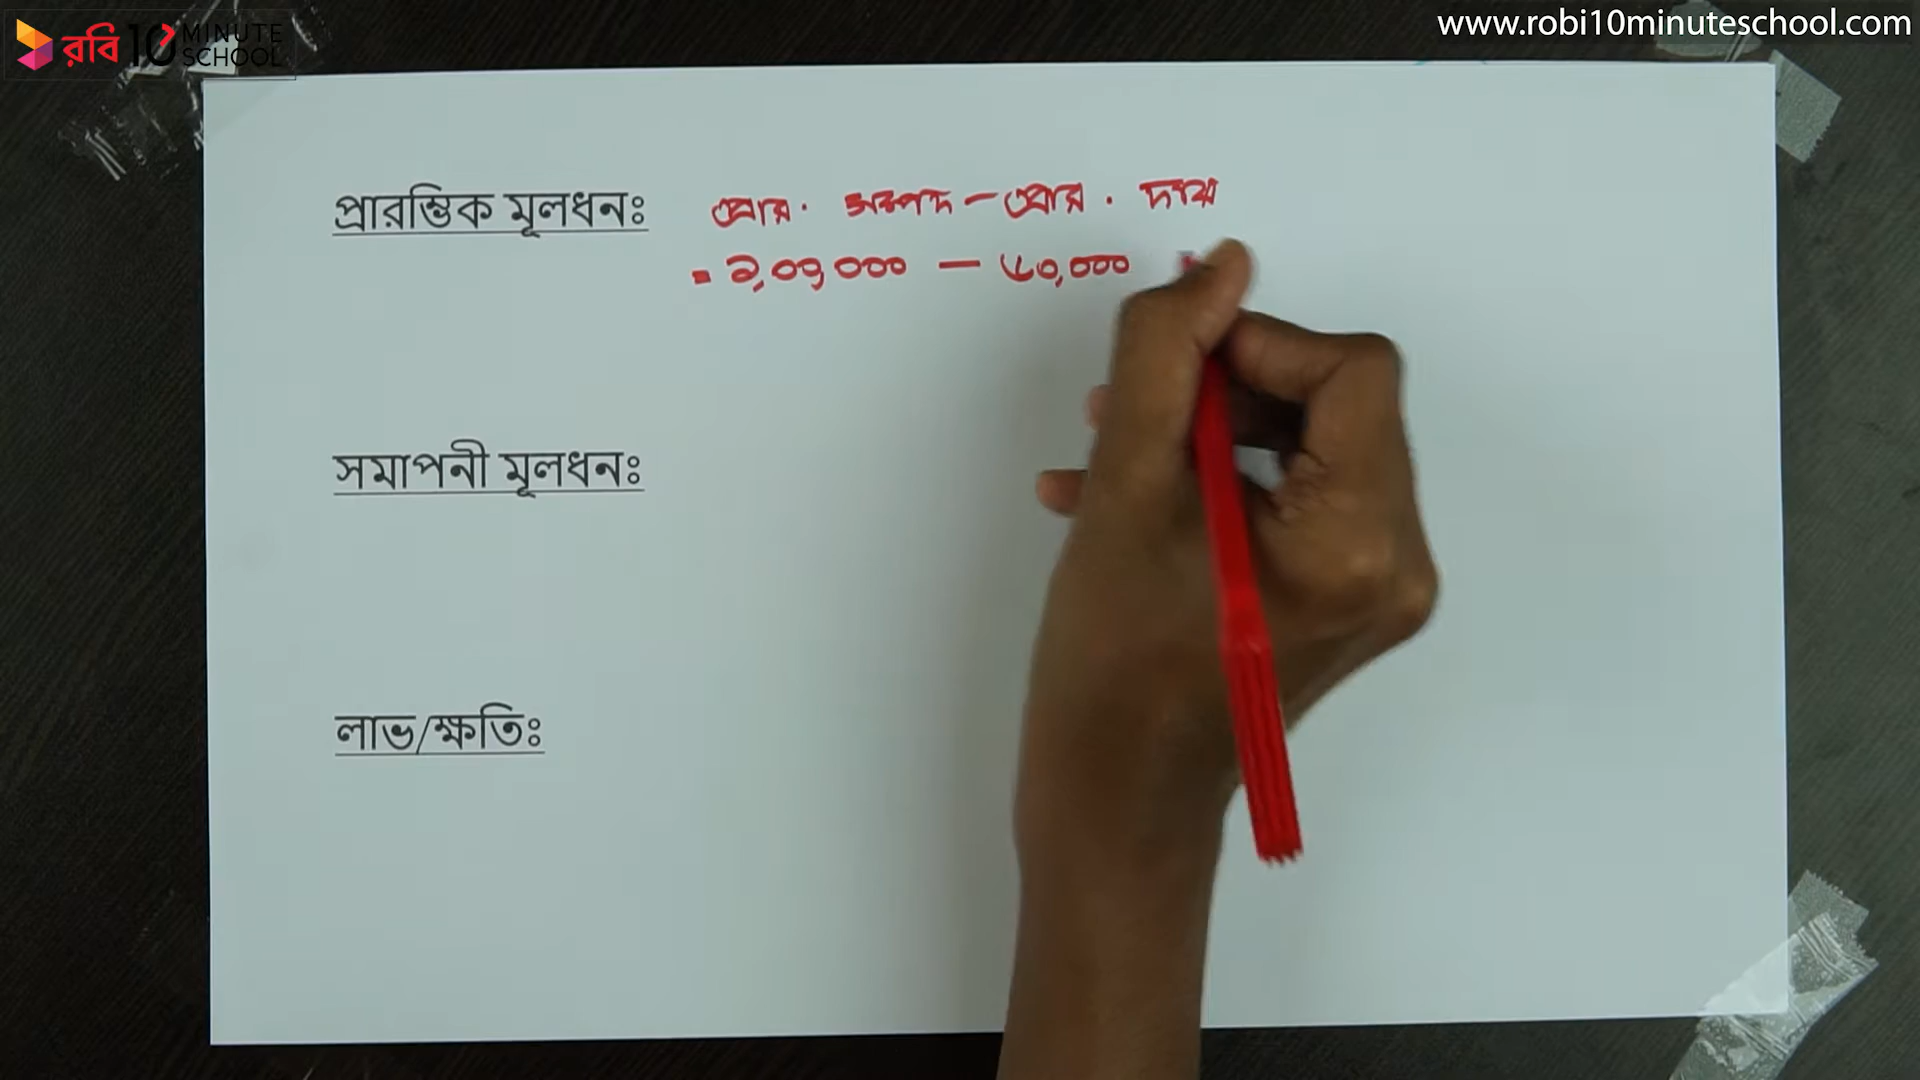 রবি 10 MINUTE SCHOOL
www.robi10minuteschool.com
প্রারম্ভিক মূলধনঃ প্রার. সম্পদ – প্রার. দায়
= ২,০০,০০০ – ৬০,০০০
সমাপনী মূলধনঃ
লাভ/ক্ষতিঃ